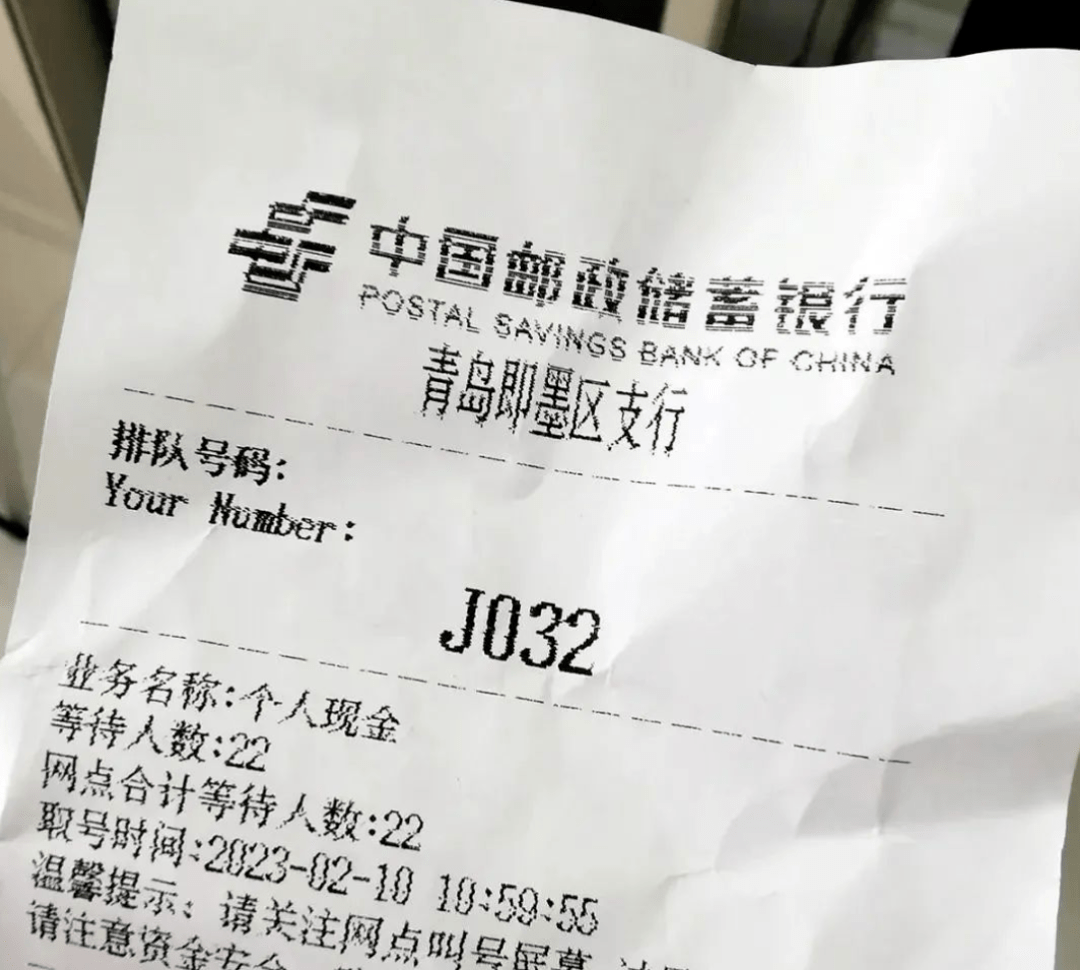 中国邮政储蓄银行
POSTAL SAVINGS BANK OF CHINA
青岛即墨区支行
排队号码:
Your Number:
J032
业务名称:个人现金
等待人数:22
网点合计等待人数:22
取号时间:2023-02-10 10:59:55
温馨提示: 请关注网点叫号屏幕
请注意资金安全